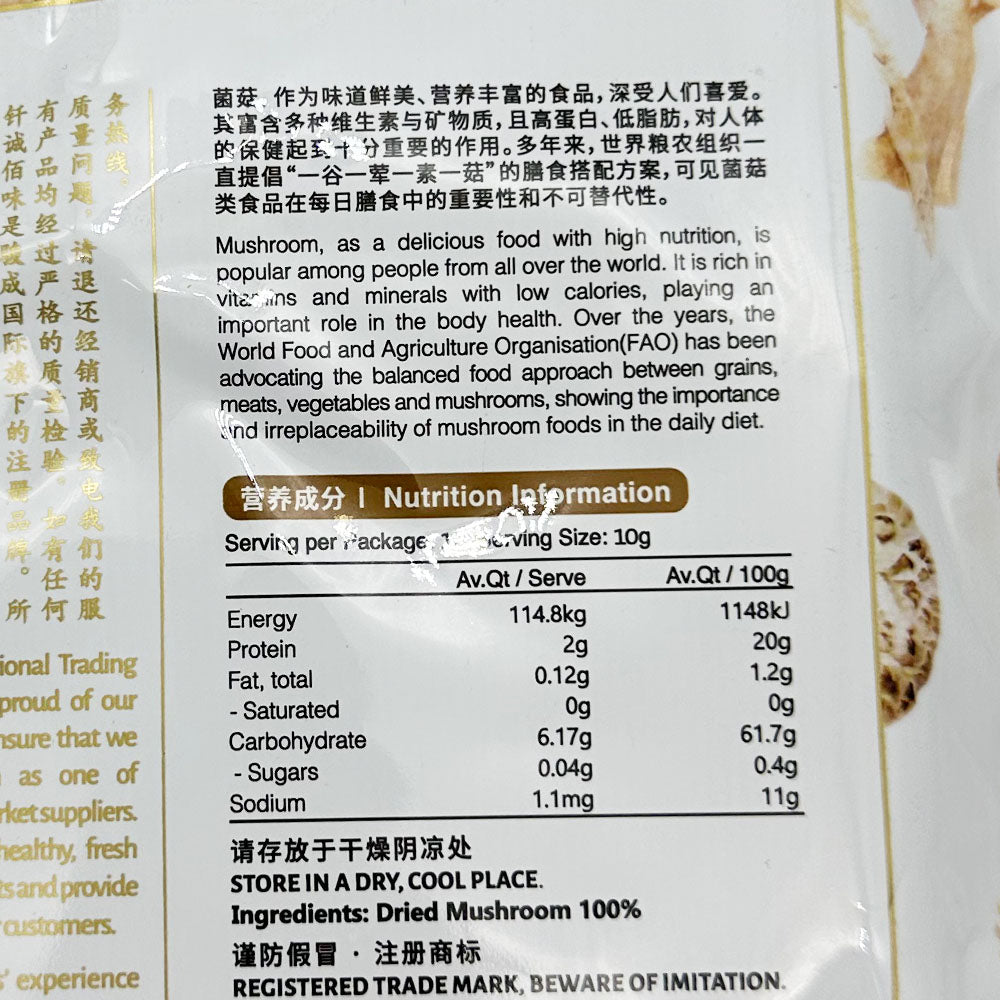 钎诚佰味是骏成国际旗下的注册品牌。所
有产品均经过严格的质量检验。如有任何
质量问题，请退还经销商或致电我们的服
务热线。
ional Trading
proud of our
nsure that we
as one of
rket suppliers.
healthy, fresh
ts and provide
customers.
s' experience
菌菇，作为味道鲜美、营养丰富的食品，深受人们喜爱。
其富含多种维生素与矿物质，且高蛋白、低脂肪，对人体
的保健起到十分重要的作用。多年来，世界粮农组织一
直提倡“一谷一荤一素一菇”的膳食搭配方案，可见菌菇
类食品在每日膳食中的重要性和不可替代性。
Mushroom, as a delicious food with high nutrition, is
popular among people from all over the world. It is rich in
vitamins and minerals with low calories, playing an
important role in the body health. Over the years, the
World Food and Agriculture Organisation(FAO) has been
advocating the balanced food approach between grains,
meats, vegetables and mushrooms, showing the importance
and irreplaceability of mushroom foods in the daily diet.
营养成分 | Nutrition Information
Serving per Package Serving Size: 10g
Av.Qt / Serve Av.Qt / 100g
Energy 114.8kg 1148kJ
Protein 2g 20g
Fat, total 0.12g 1.2g
- Saturated 0g 0g
Carbohydrate 6.17g 61.7g
- Sugars 0.04g 0.4g
Sodium 1.1mg 11g
请存放于干燥阴凉处
STORE IN A DRY, COOL PLACE.
Ingredients: Dried Mushroom 100%
谨防假冒 · 注册商标
REGISTERED TRADE MARK, BEWARE OF IMITATION.